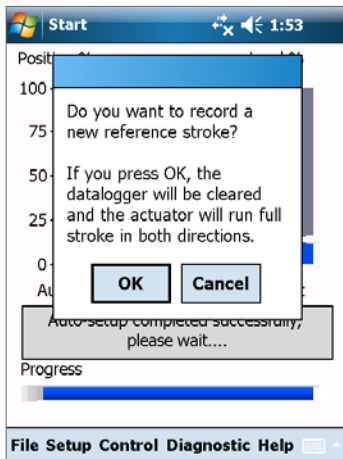 Start 1:53
Posit
100
Do you want to record a
new reference stroke?
75
If you press OK, the
50
datalogger will be cleared
and the actuator will run full
25
stroke in both directions.
0
OK Cancel
Au
Auto-setup completed successfully,
please wait....
Progress
File Setup Control Diagnostic Help